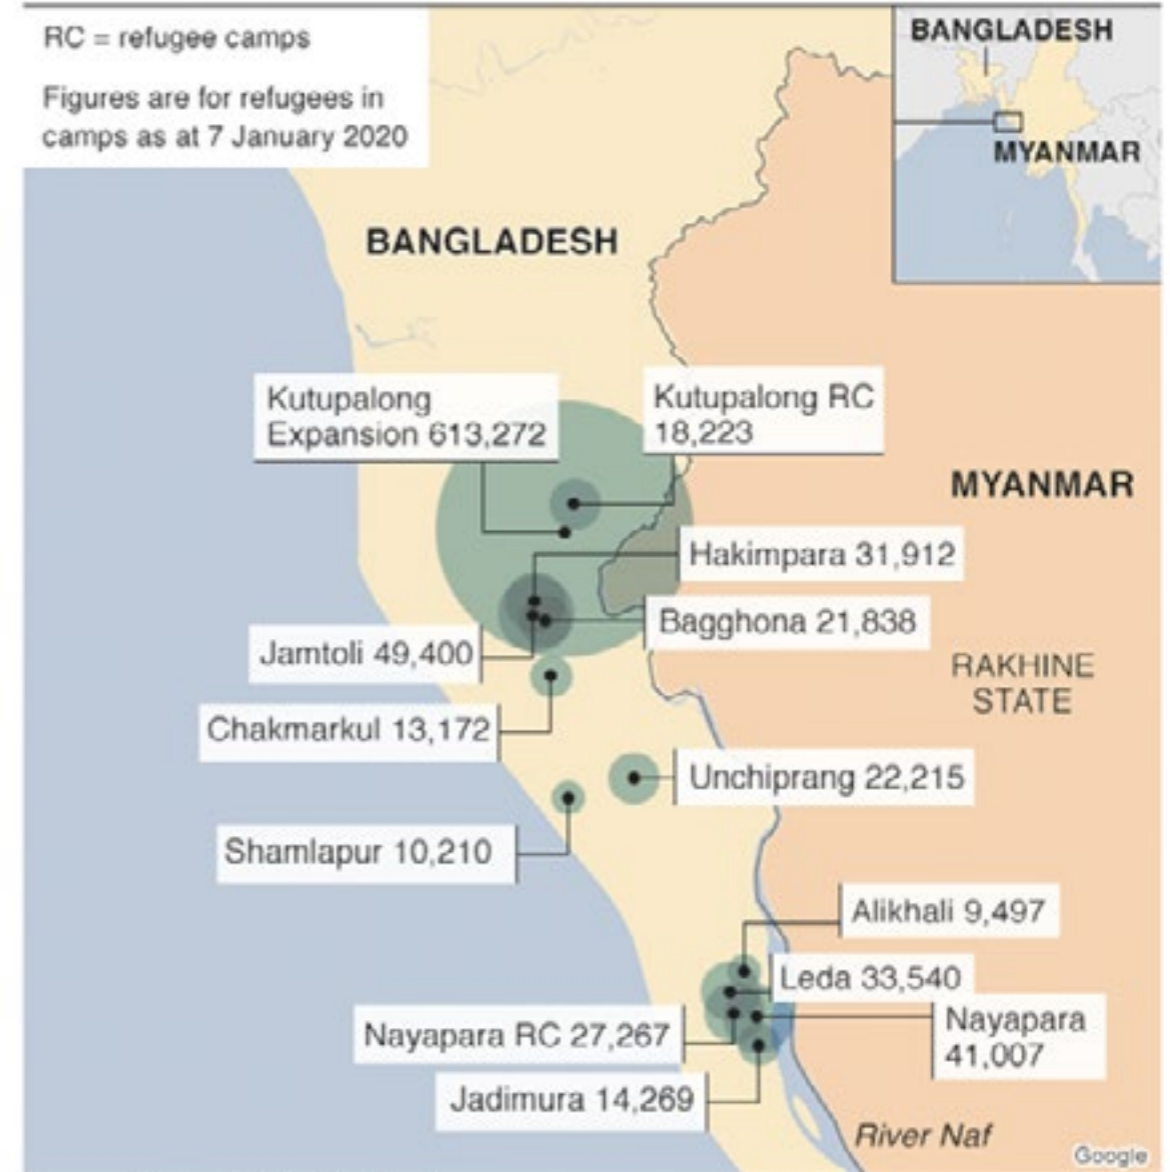 RC = refugee camps
Figures are for refugees in
camps as at 7 January 2020
BANGLADESH
MYANMAR
BANGLADESH
Kutupalong
Expansion 613,272
Kutupalong RC
18,223
MYANMAR
Hakimpara 31,912
Bagghona 21,838
Jamtoli 49,400
RAKHINE
STATE
Chakmarkul 13,172
Unchiprang 22,215
Shamlapur 10,210
Alikhali 9,497
Leda 33,540
Nayapara
41,007
Nayapara RC 27,267
Jadimura 14,269
River Naf
Google